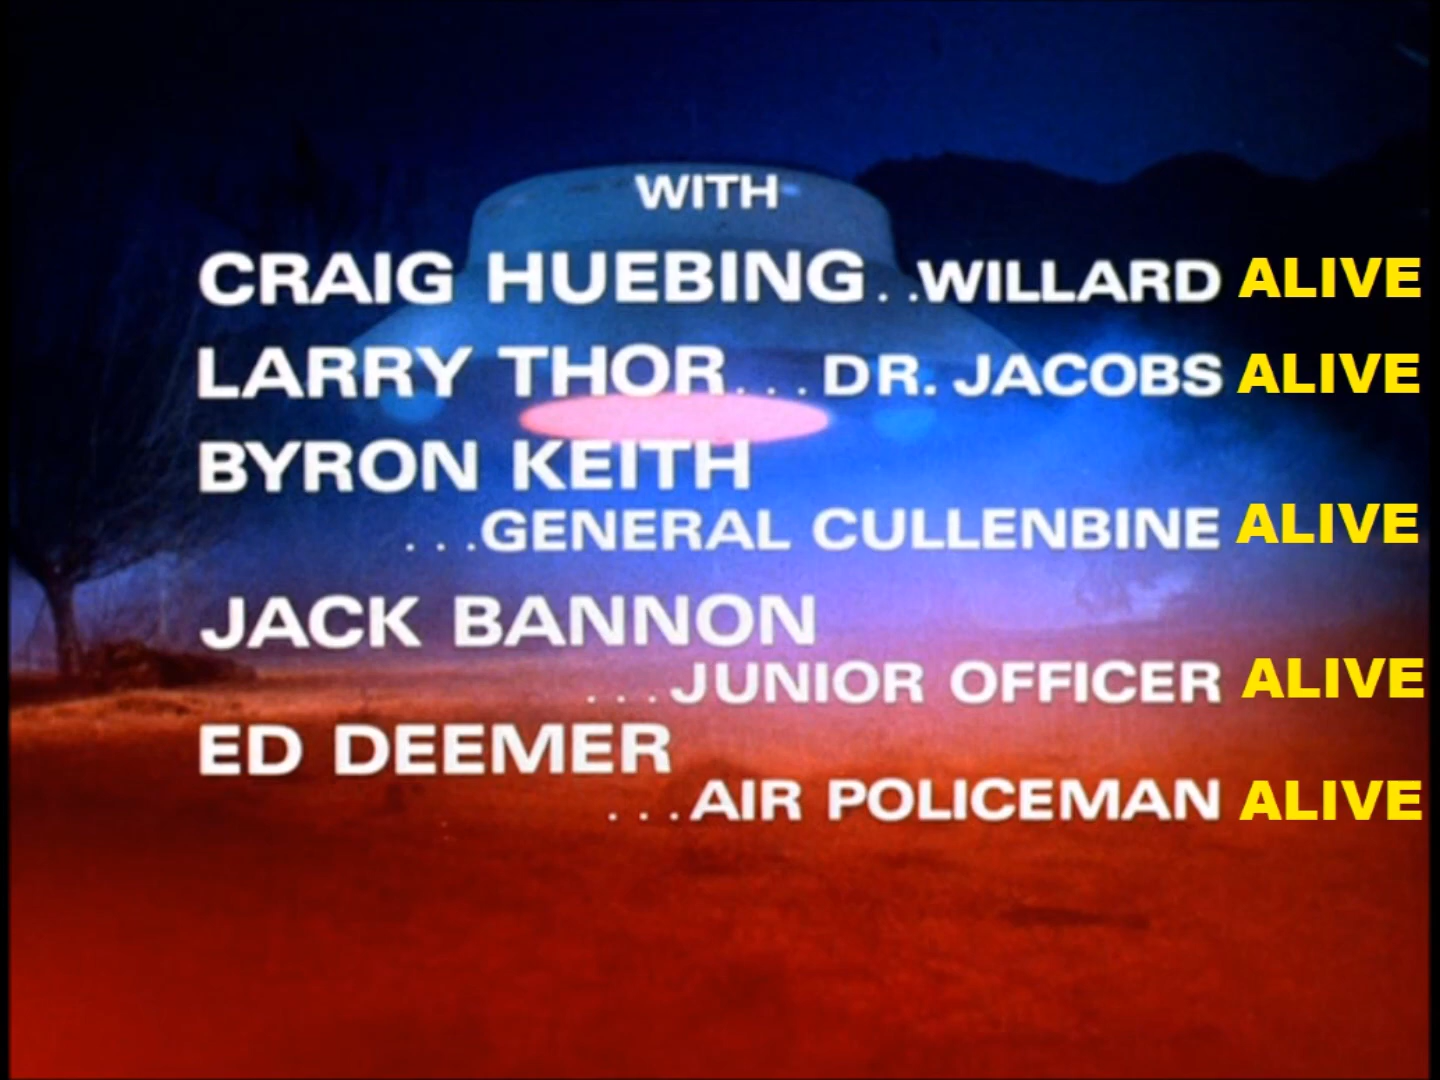 WITH
CRAIG HUEBING . . WILLARD ALIVE
LARRY THOR . . . DR. JACOBS ALIVE
BYRON KEITH
. . . GENERAL CULLENBINE ALIVE
JACK BANNON
. . . JUNIOR OFFICER ALIVE
ED DEEMER
. . . AIR POLICEMAN ALIVE